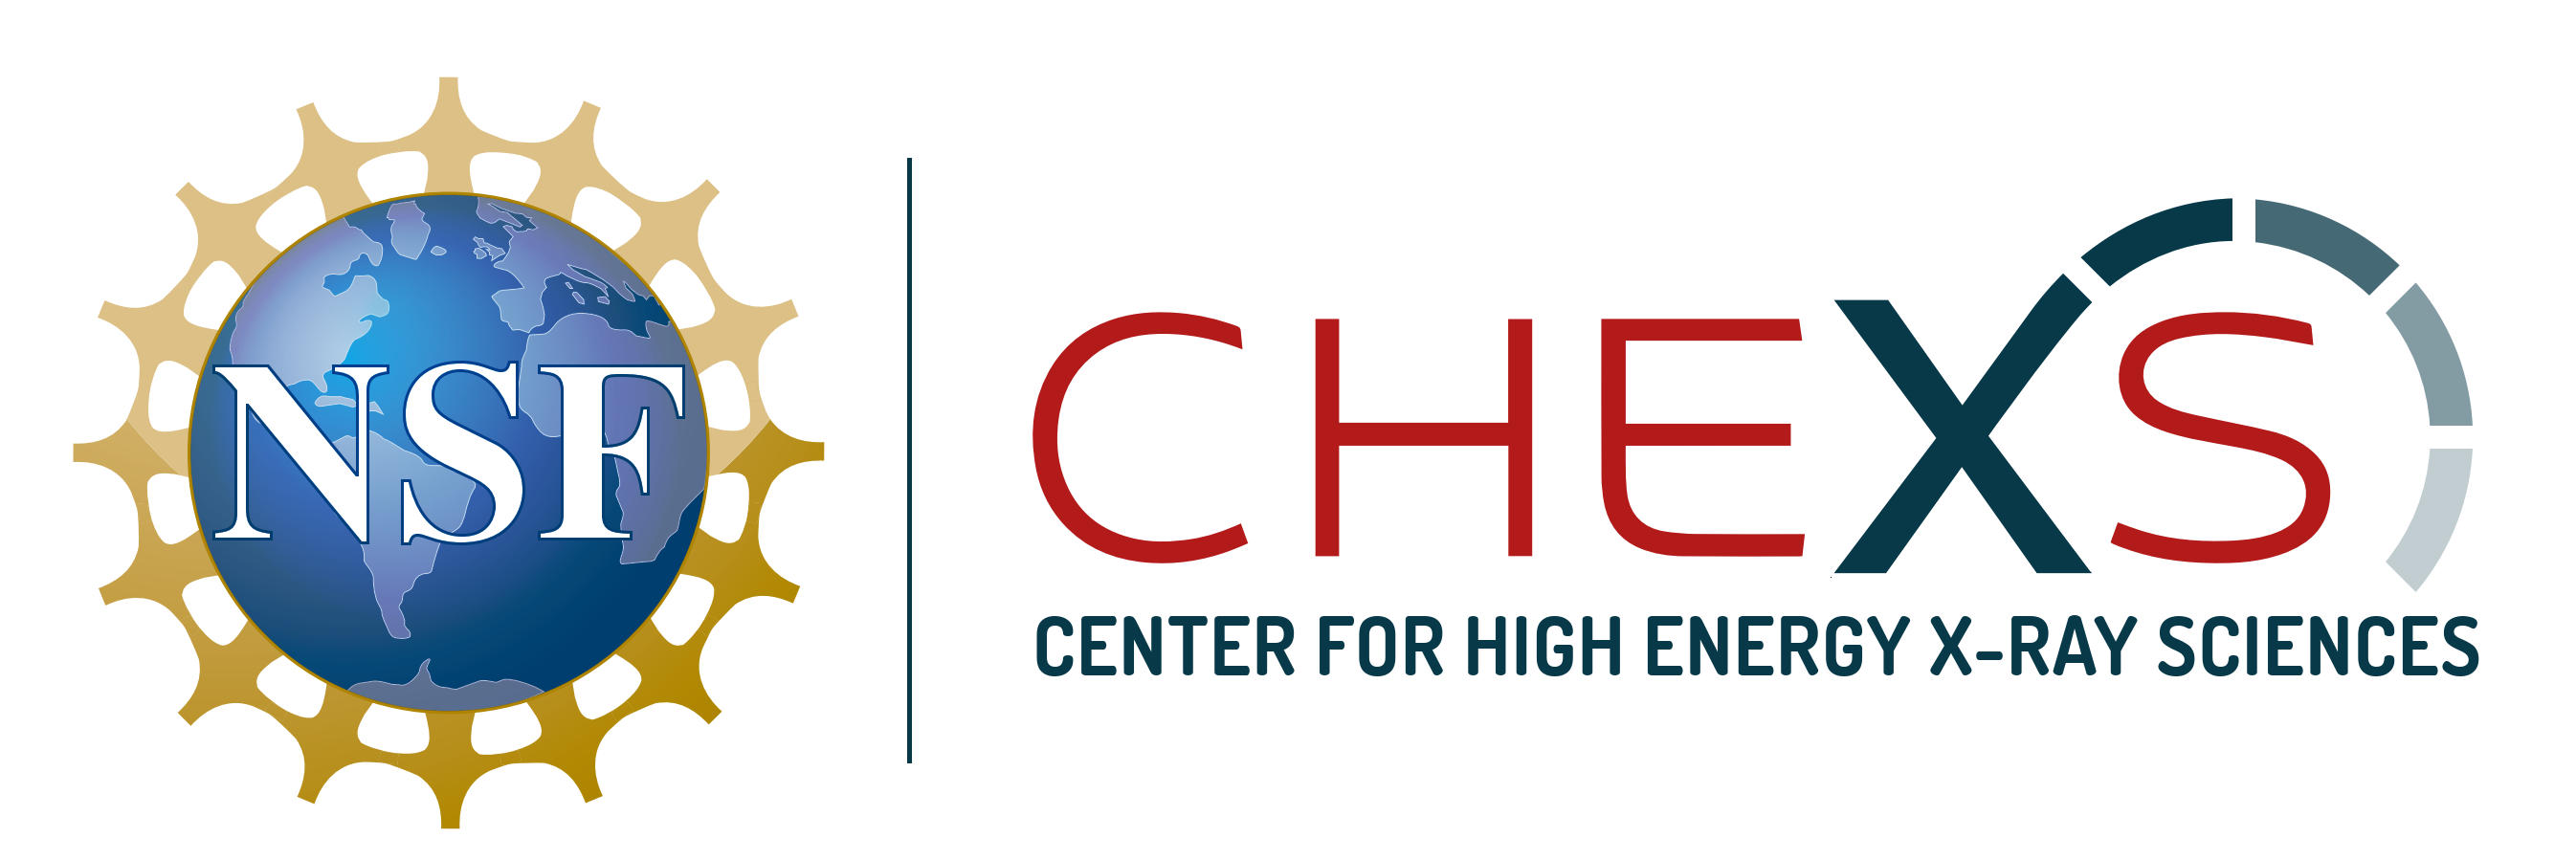 NSF
CHEXS
CENTER FOR HIGH ENERGY X-RAY SCIENCES